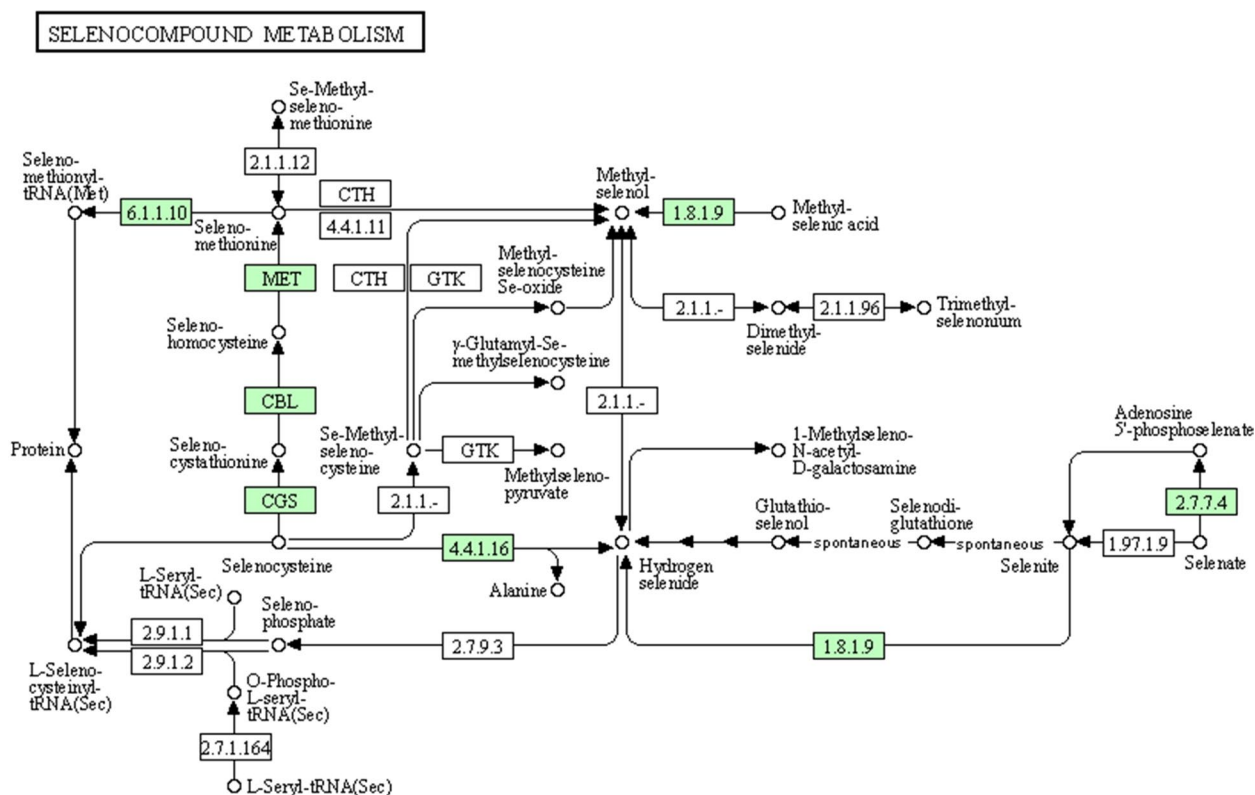 SELENOCOMPOUND METABOLISM
Se-Methyl-
seleno-
methionine
2.1.1.12
Seleno-
methionyl-
tRNA(Met)
6.1.1.10
Seleno-
methionine
CTH
4.4.1.11
Methyl-
selenol
1.8.1.9
Methyl-
selenic acid
MET
CTH
GTK
Methyl-
selenocysteine
Se-oxide
2.1.1.-
Dimethyl-
selenide
2.1.1.96
Trimethyl-
selenonium
Seleno-
homocysteine
γ-Glutamyl-Se-
methylselenocysteine
CBL
2.1.1.-
Protein
Seleno-
cystathionine
Se-Methyl-
seleno-
cysteine
GTK
Methylseleno-
pyruvate
1-Methylseleno-
N-acetyl-
D-galactosamine
Adenosine
5'-phosphoselenate
CGS
2.1.1.-
2.7.7.4
Selenocysteine
4.4.1.16
Alanine
Hydrogen
selenide
Glutathio-
selenol
spontaneous
Selenodi-
glutathione
spontaneous
Selenite
1.97.1.9
Selenate
L-Seryl-
tRNA(Sec)
Seleno-
phosphate
2.9.1.1
2.9.1.2
2.7.9.3
1.8.1.9
L-Seleno-
cysteinyl-
tRNA(Sec)
O-Phospho-
L-seryl-
tRNA(Sec)
2.7.1.164
L-Seryl-tRNA(Sec)